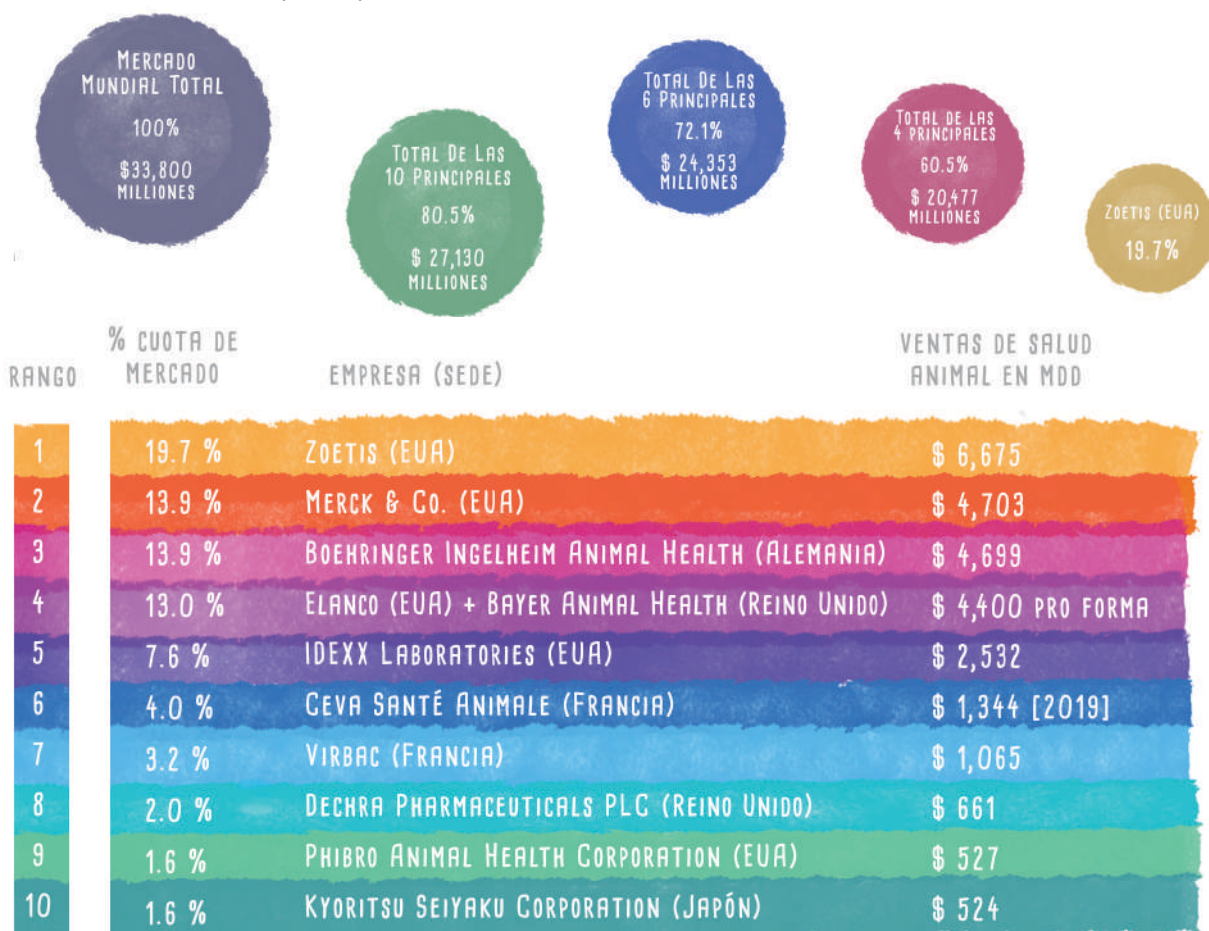 MERCADO
MUNDIAL TOTAL
100%
$33,800
MILLIONES
TOTAL DE LAS
10 PRINCIPALES
80.5%
$ 27,130
MILLIONES
TOTAL DE LAS
6 PRINCIPALES
72.1%
$ 24,353
MILLIONES
TOTAL DE LAS
4 PRINCIPALES
60.5%
$ 20,477
MILLIONES
ZOETIS (EUA)
19.7%
RANGO % CUOTA DE MERCADO EMPRESA (SEDE) VENTAS DE SALUD ANIMAL EN MDD
1 19.7 % ZOETIS (EUA) $ 6,675
2 13.9 % MERCK & CO. (EUA) $ 4,703
3 13.9 % BOEHRINGER INGELHEIM ANIMAL HEALTH (ALEMANIA) $ 4,699
4 13.0 % ELANCO (EUA) + BAYER ANIMAL HEALTH (REINO UNIDO) $ 4,400 PRO FORMA
5 7.6 % IDEXX LABORATORIES (EUA) $ 2,532
6 4.0 % CEVA SANTÉ ANIMALE (FRANCIA) $ 1,344 [2019]
7 3.2 % VIRBAC (FRANCIA) $ 1,065
8 2.0 % DECHRA PHARMACEUTICALS PLC (REINO UNIDO) $ 661
9 1.6 % PHIBRO ANIMAL HEALTH CORPORATION (EUA) $ 527
10 1.6 % KYORITSU SEIYAKU CORPORATION (JAPÓN) $ 524